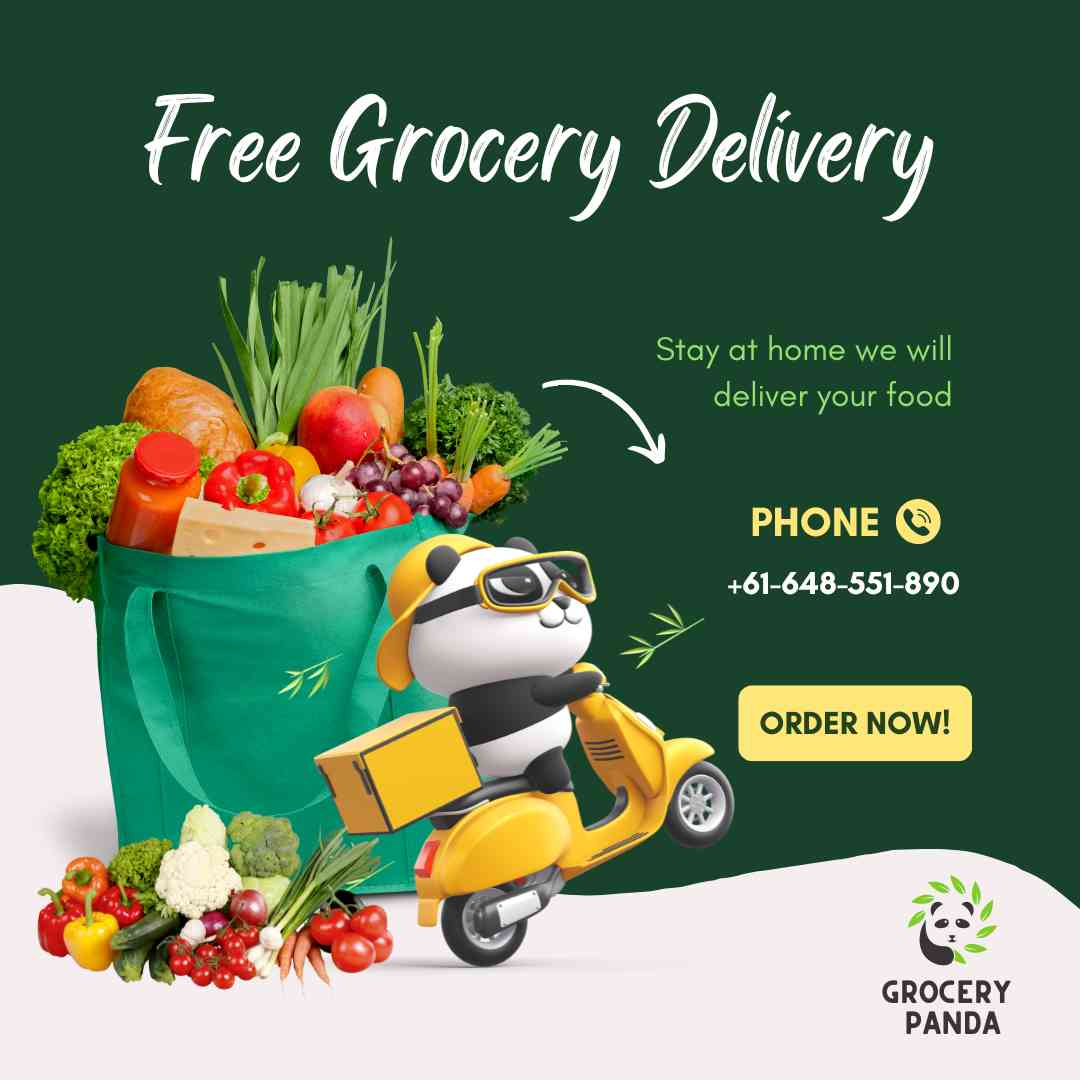 Free Grocery Delivery
Stay at home we will
deliver your food
PHONE
+61-648-551-890
ORDER NOW!
GROCERY
PANDA